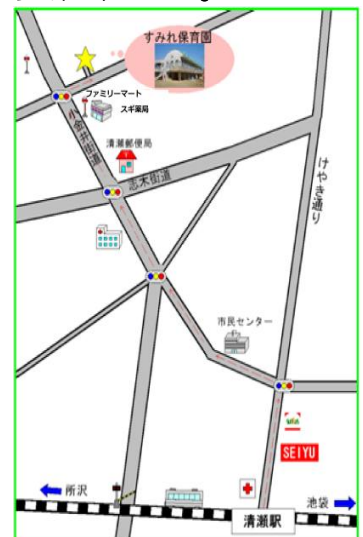 すみれ保育園
ファミリーマート
スギ薬局
小金井街道
清瀬郵便局
志木街道
けやき通り
市民センター
SEIYU
所沢
池袋
清瀬駅